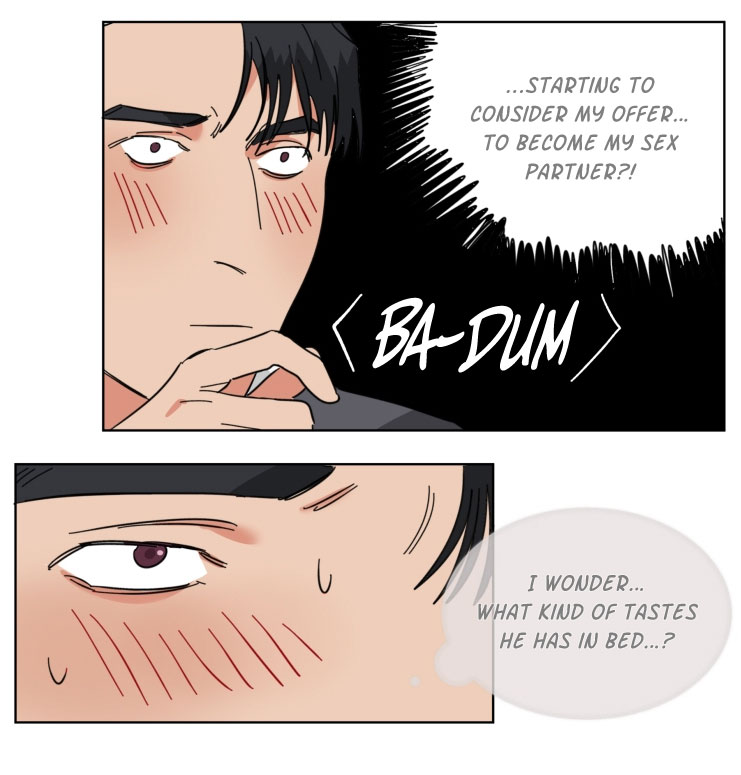 ...STARTING TO
CONSIDER MY OFFER...
TO BECOME MY SEX
PARTNER?!
BA-DUM
I WONDER...
WHAT KIND OF TASTES
HE HAS IN BED...?